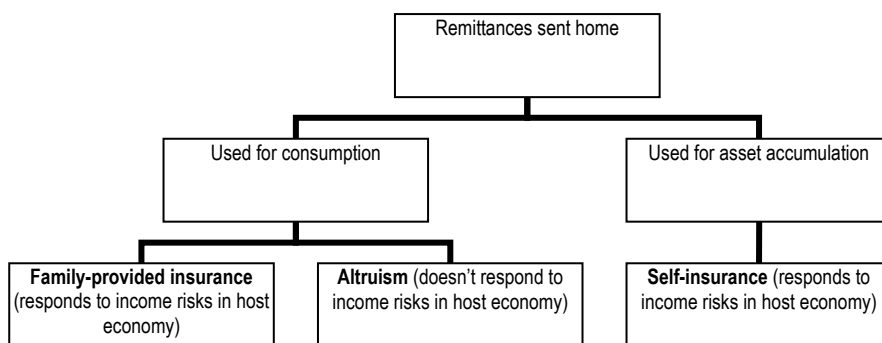 Remittances sent home
Used for consumption
Used for asset accumulation
Family-provided insurance
(responds to income risks in host
economy)
Altruism (doesn’t respond to
income risks in host economy)
Self-insurance (responds to
income risks in host economy)